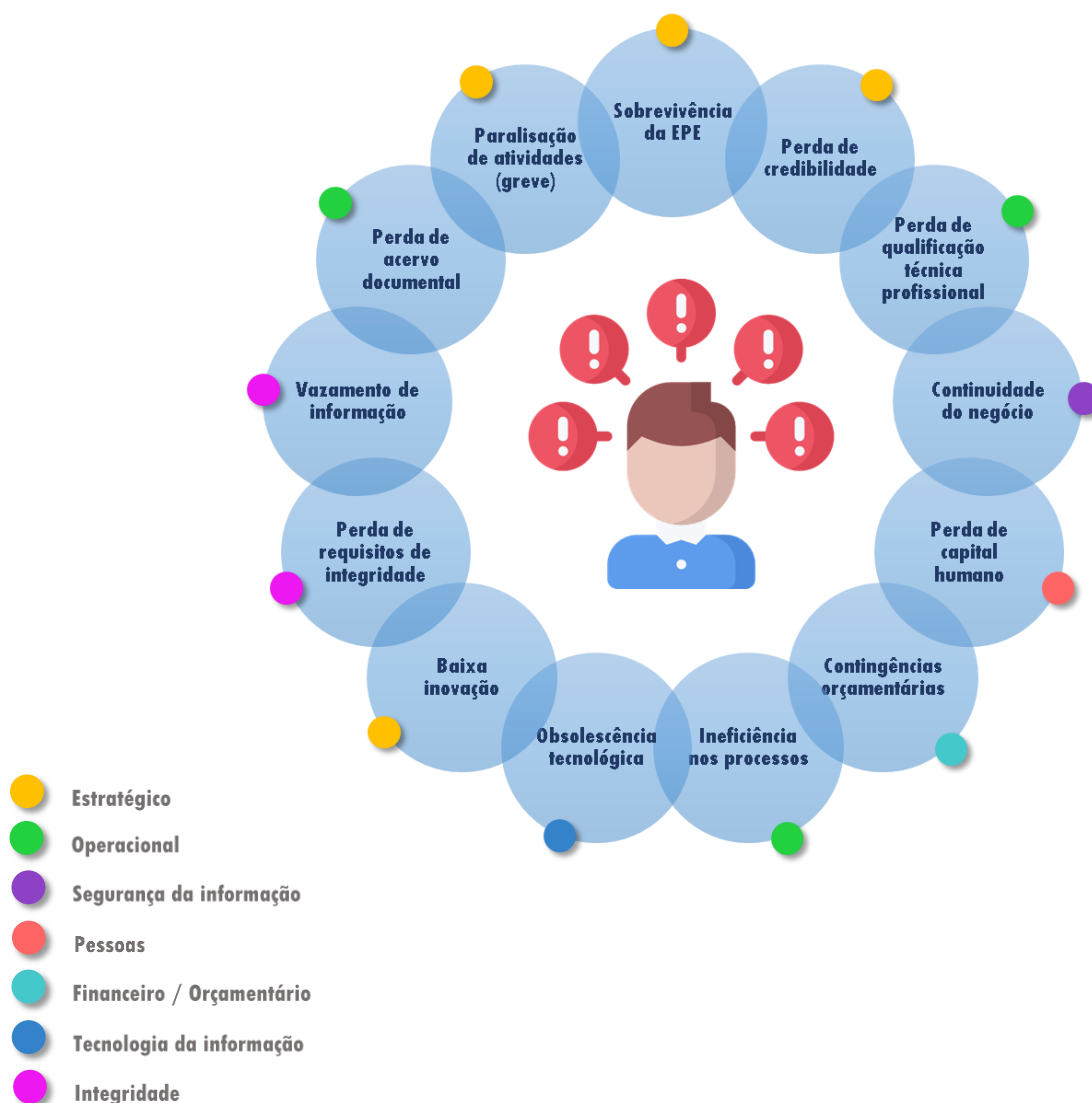 Sobrevivência
da EPE
Perda de
credibilidade
Perda de
qualificação
técnica
profissional
Continuidade
do negócio
Perda de
capital
humano
Contingências
orçamentárias
Ineficiência
nos processos
Obsolescência
tecnológica
Baixa
inovação
Perda de
requisitos de
integridade
Vazamento de
informação
Perda de
acervo
documental
Paralisação
de atividades
(greve)
Estratégico
Operacional
Segurança da informação
Pessoas
Financeiro / Orçamentário
Tecnologia da informação
Integridade